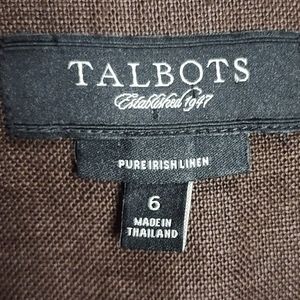 TALBOTS
Established 1947
PURE IRISH LINEN
6
MADE IN
THAILAND